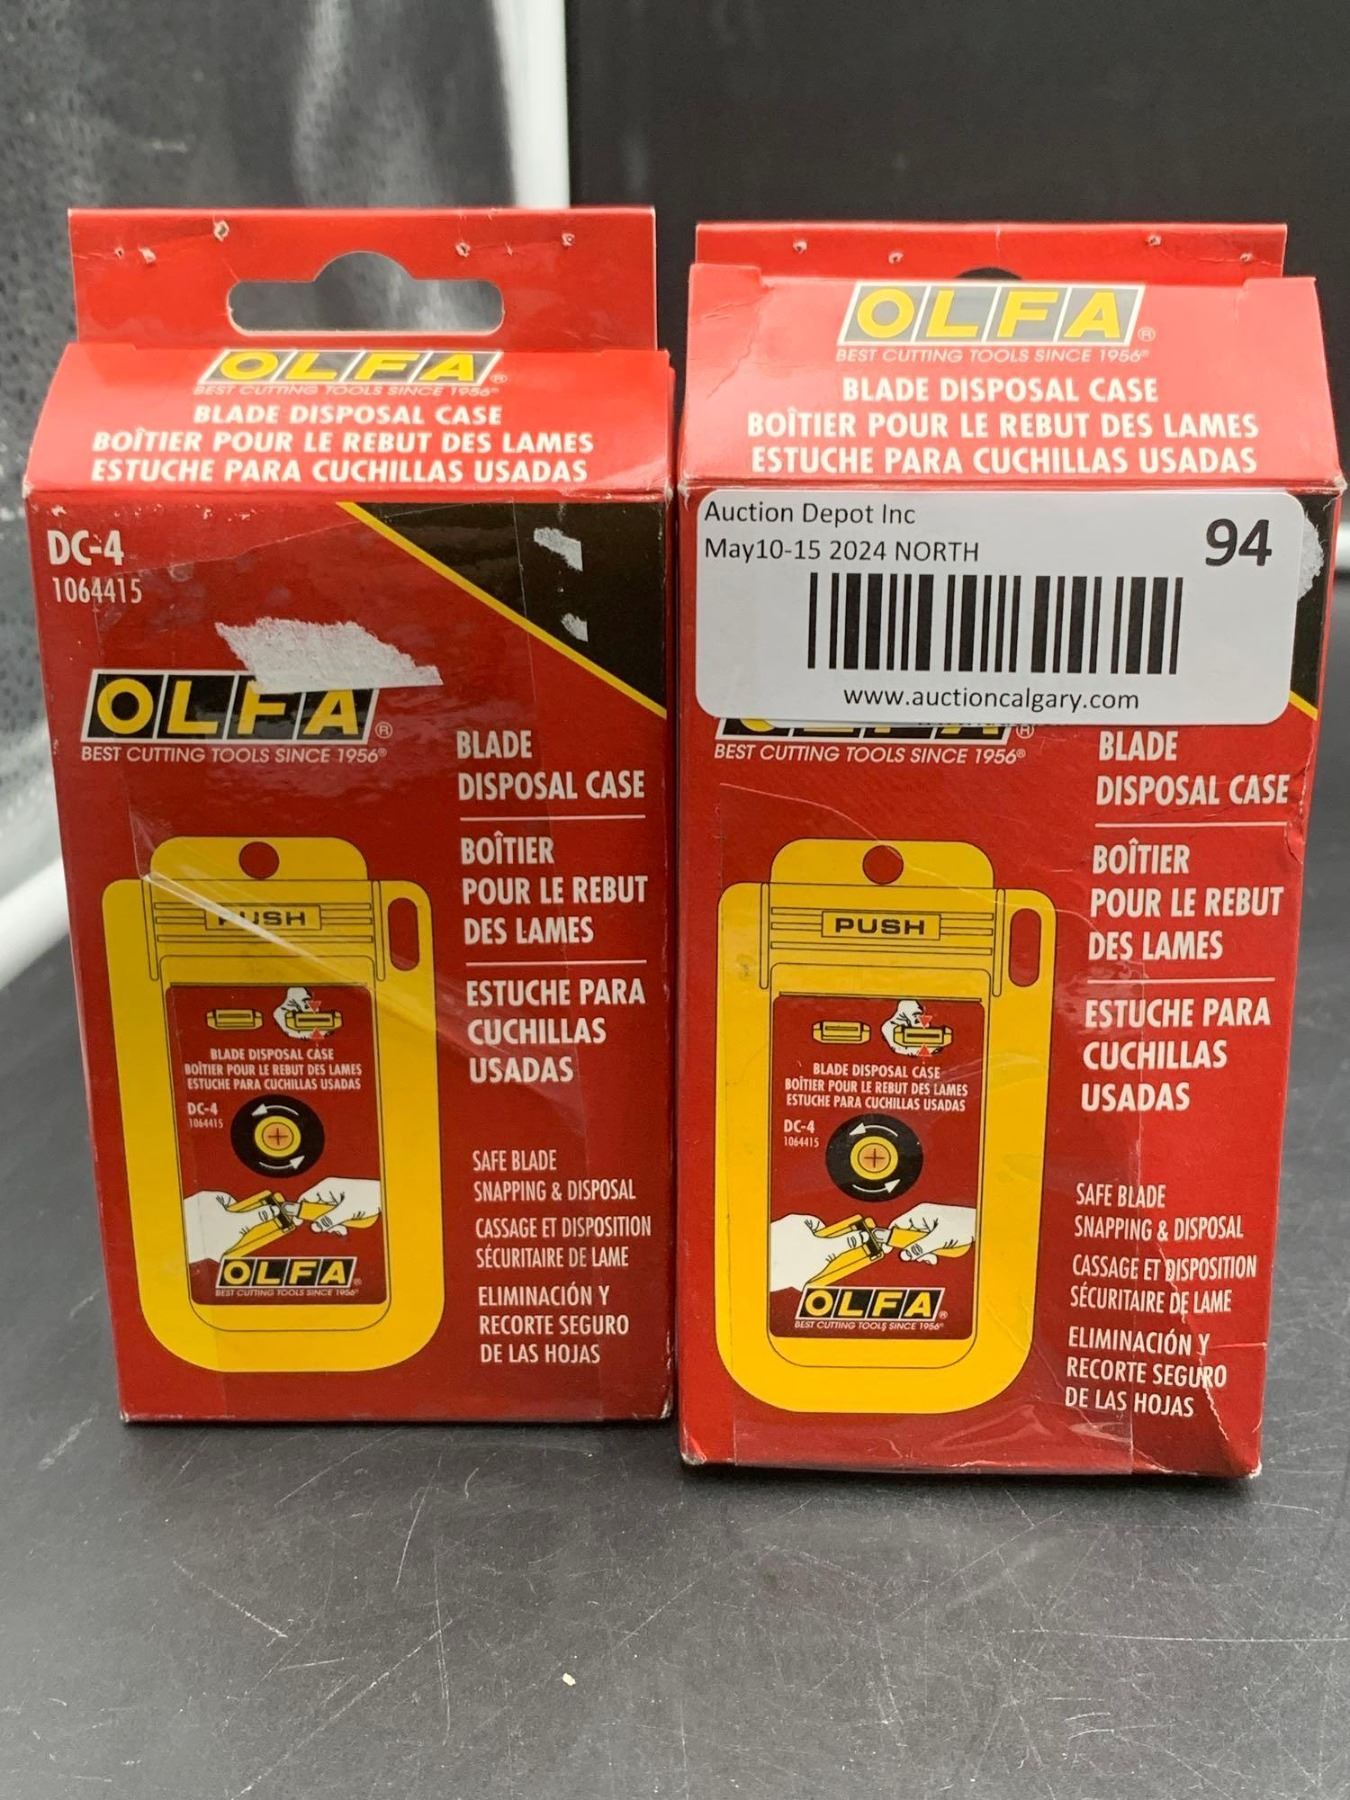 OLFA®
BEST CUTTING TOOLS SINCE 1956®
BLADE DISPOSAL CASE
BOÎTIER POUR LE REBUT DES LAMES
ESTUCHE PARA CUCHILLAS USADAS
DC-4
1064415
OLFA®
BEST CUTTING TOOLS SINCE 1956®
BLADE
DISPOSAL CASE
BOÎTIER
POUR LE REBUT
DES LAMES
ESTUCHE PARA
CUCHILLAS
USADAS
SAFE BLADE
SNAPPING & DISPOSAL
CASSAGE ET DISPOSITION
SÉCURITAIRE DE LAME
ELIMINACIÓN Y
RECORTE SEGURO
DE LAS HOJAS
PUSH
BLADE DISPOSAL CASE
BOÎTIER POUR LE REBUT DES LAMES
ESTUCHE PARA CUCHILLAS USADAS
DC-4
1064415
OLFA®
BEST CUTTING TOOLS SINCE 1956®
OLFA®
BEST CUTTING TOOLS SINCE 1956®
BLADE DISPOSAL CASE
BOÎTIER POUR LE REBUT DES LAMES
ESTUCHE PARA CUCHILLAS USADAS
Auction Depot Inc
May10-15 2024 NORTH
94
www.auctioncalgary.com
OLFA®
BEST CUTTING TOOLS SINCE 1956®
BLADE
DISPOSAL CASE
BOÎTIER
POUR LE REBUT
DES LAMES
ESTUCHE PARA
CUCHILLAS
USADAS
SAFE BLADE
SNAPPING & DISPOSAL
CASSAGE ET DISPOSITION
SÉCURITAIRE DE LAME
ELIMINACIÓN Y
RECORTE SEGURO
DE LAS HOJAS
PUSH
BLADE DISPOSAL CASE
BOÎTIER POUR LE REBUT DES LAMES
ESTUCHE PARA CUCHILLAS USADAS
DC-4
1064415
OLFA®
BEST CUTTING TOOLS SINCE 1956®